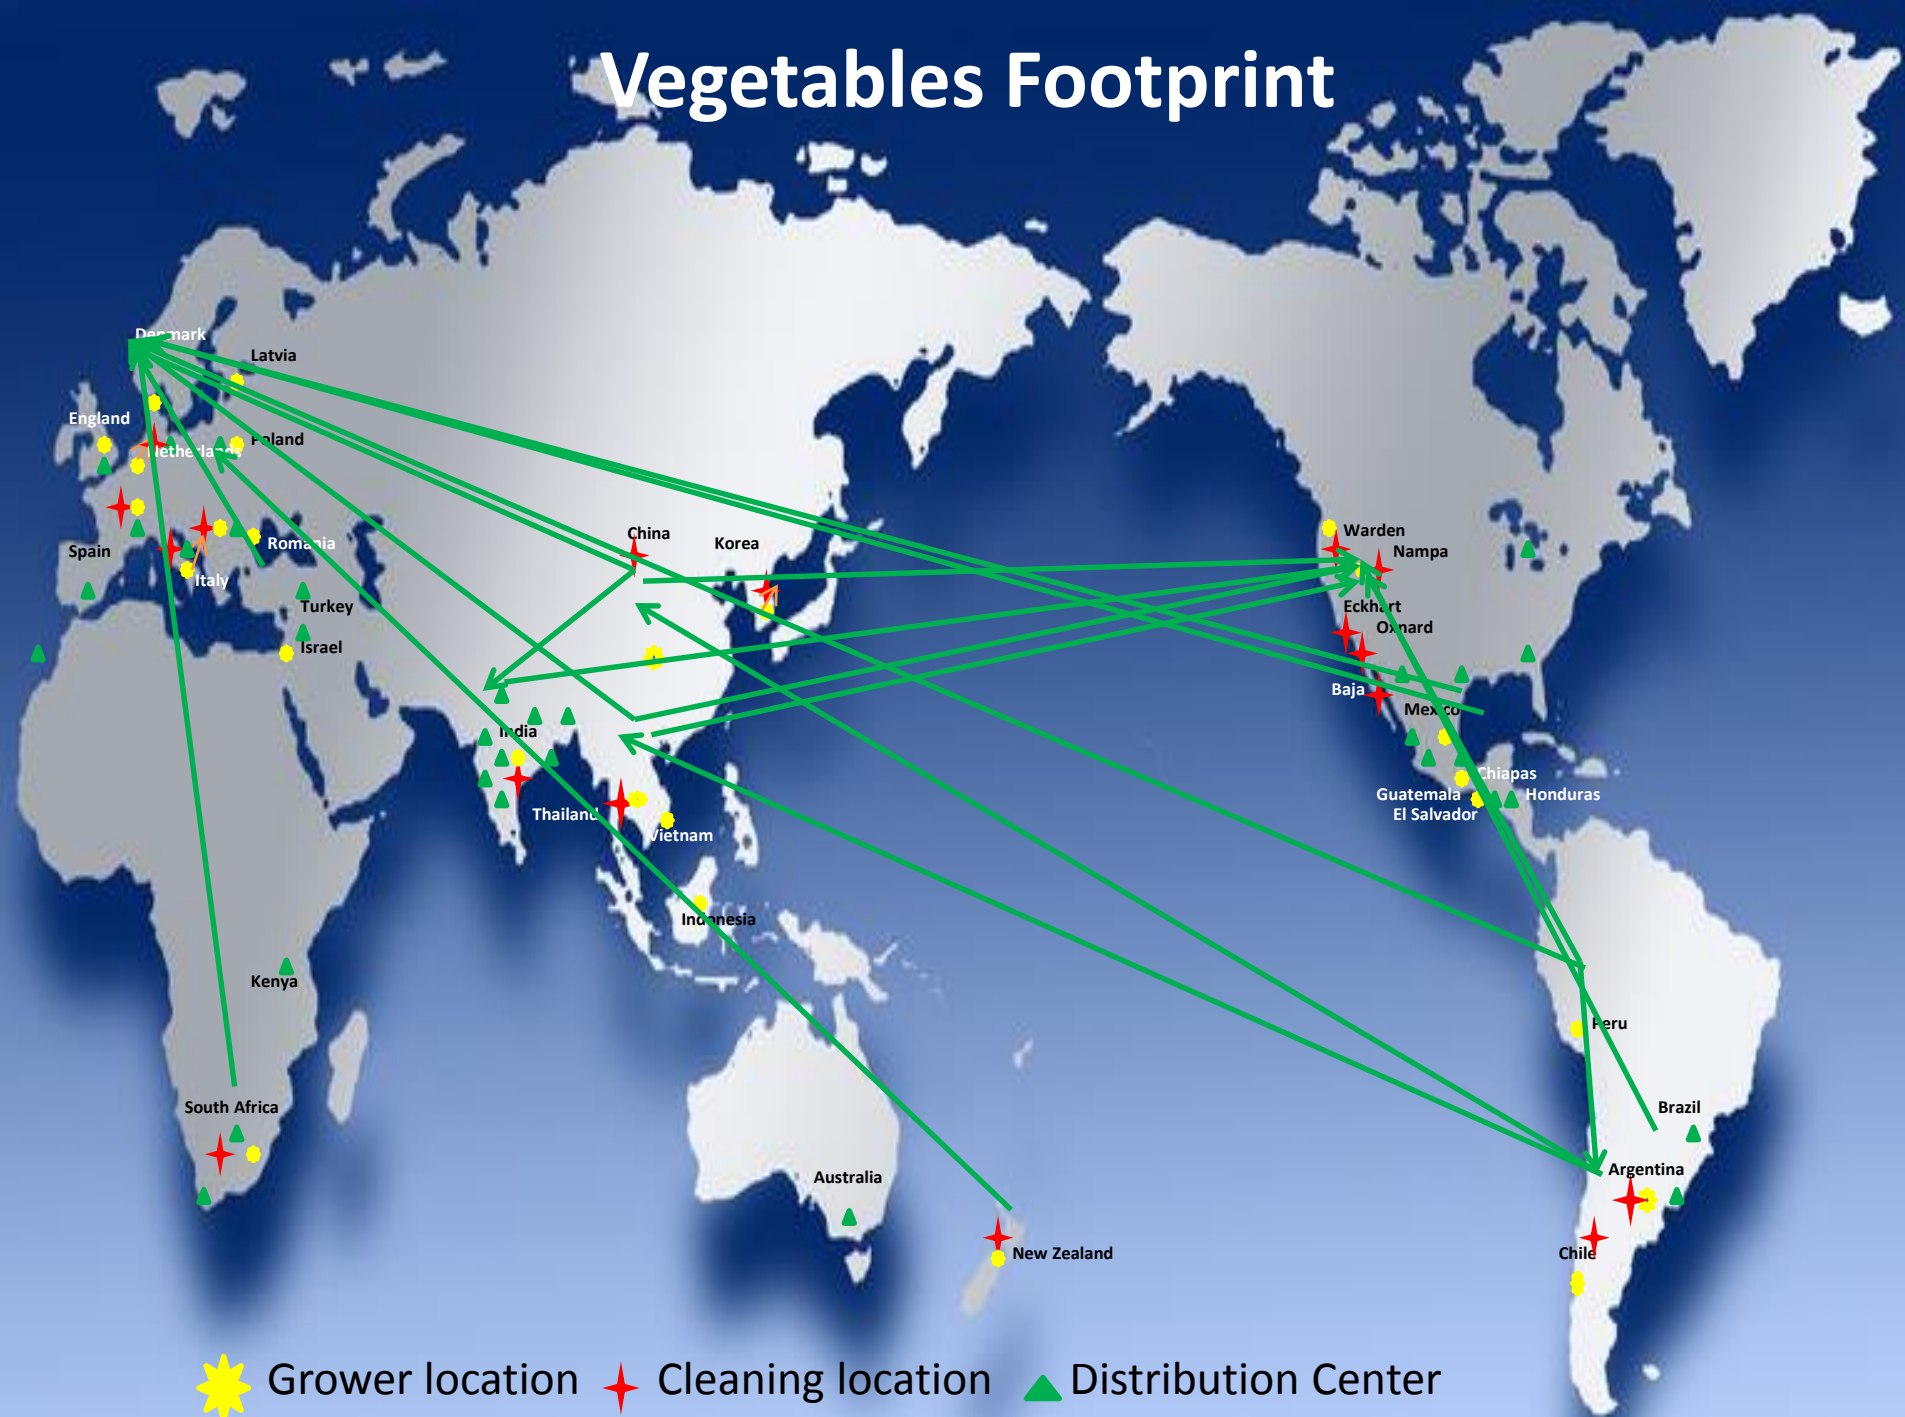 Vegetables Footprint
Denmark
Latvia
England
Poland
Netherlands
Spain
Romania
Italy
Turkey
Israel
China
Korea
Warden
Nampa
Eckhart
Oxnard
Baja
Mexico
India
Chiapas
Guatemala
Honduras
El Salvador
Thailand
Vietnam
Indonesia
Kenya
Peru
South Africa
Brazil
Australia
Argentina
New Zealand
Chile
Grower location
Cleaning location
Distribution Center